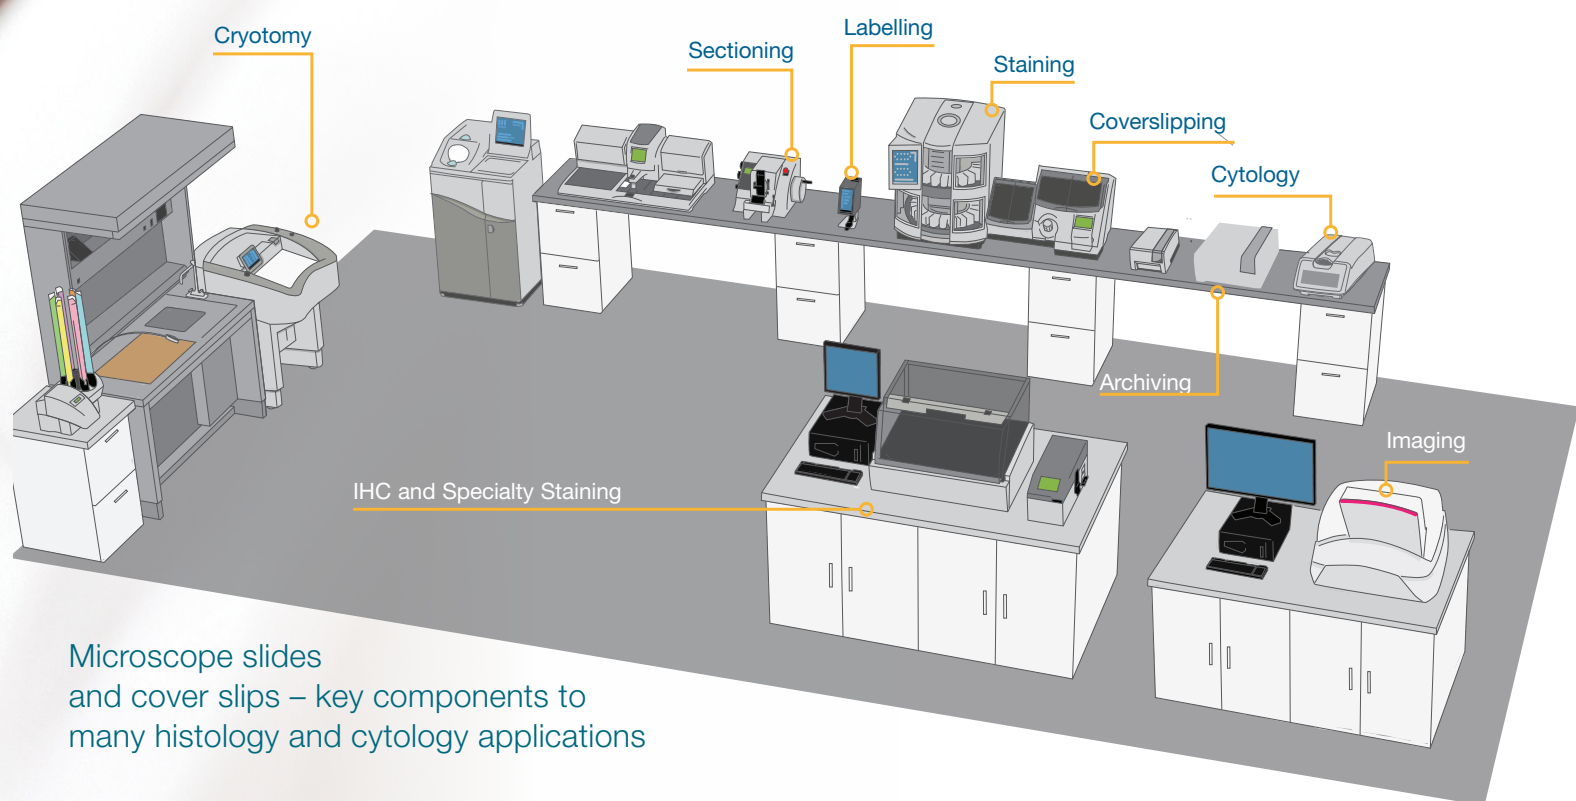 Cryotomy
Sectioning
Labelling
Staining
Coverslipping
Cytology
Archiving
Imaging
IHC and Specialty Staining
Microscope slides
and cover slips – key components to
many histology and cytology applications